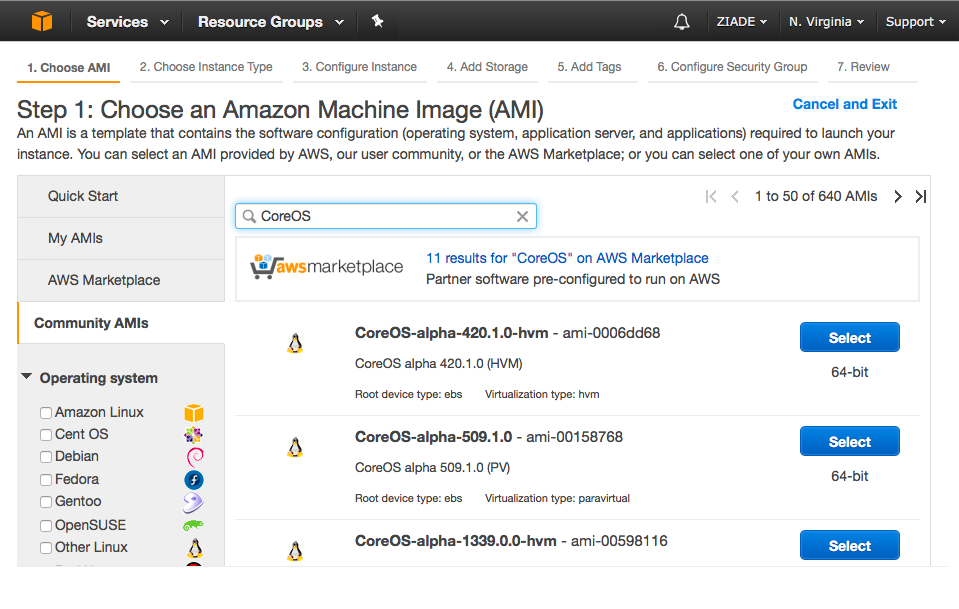 Services Resource Groups ZIADE N. Virginia Support
1. Choose AMI 2. Choose Instance Type 3. Configure Instance 4. Add Storage 5. Add Tags 6. Configure Security Group 7. Review
Step 1: Choose an Amazon Machine Image (AMI)
Cancel and Exit
An AMI is a template that contains the software configuration (operating system, application server, and applications) required to launch your
instance. You can select an AMI provided by AWS, our user community, or the AWS Marketplace; or you can select one of your own AMIs.
Quick Start
My AMIs
AWS Marketplace
Community AMIs
Operating system
Amazon Linux
Cent OS
Debian
Fedora
Gentoo
OpenSUSE
Other Linux
1 to 50 of 640 AMIs
CoreOS
awsmarketplace
11 results for "CoreOS" on AWS Marketplace
Partner software pre-configured to run on AWS
CoreOS-alpha-420.1.0-hvm - ami-0006dd68
CoreOS alpha 420.1.0 (HVM)
Root device type: ebs Virtualization type: hvm
Select
64-bit
CoreOS-alpha-509.1.0 - ami-00158768
CoreOS alpha 509.1.0 (PV)
Root device type: ebs Virtualization type: paravirtual
Select
64-bit
CoreOS-alpha-1339.0.0-hvm - ami-00598116
Select